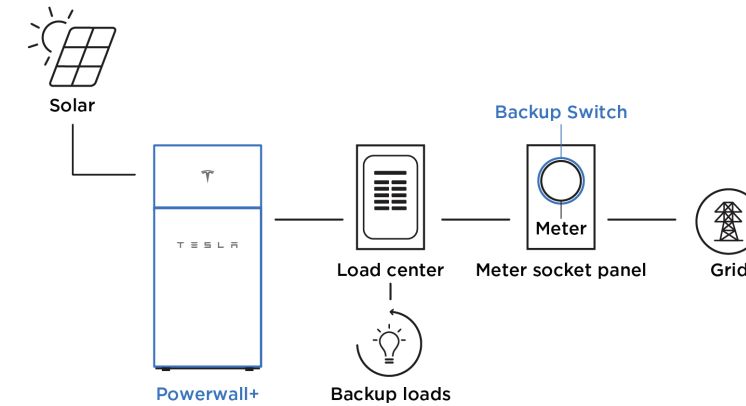 Solar
Backup Switch
TESLA
Meter
Load center
Meter socket panel
Grid
Powerwall+
Backup loads